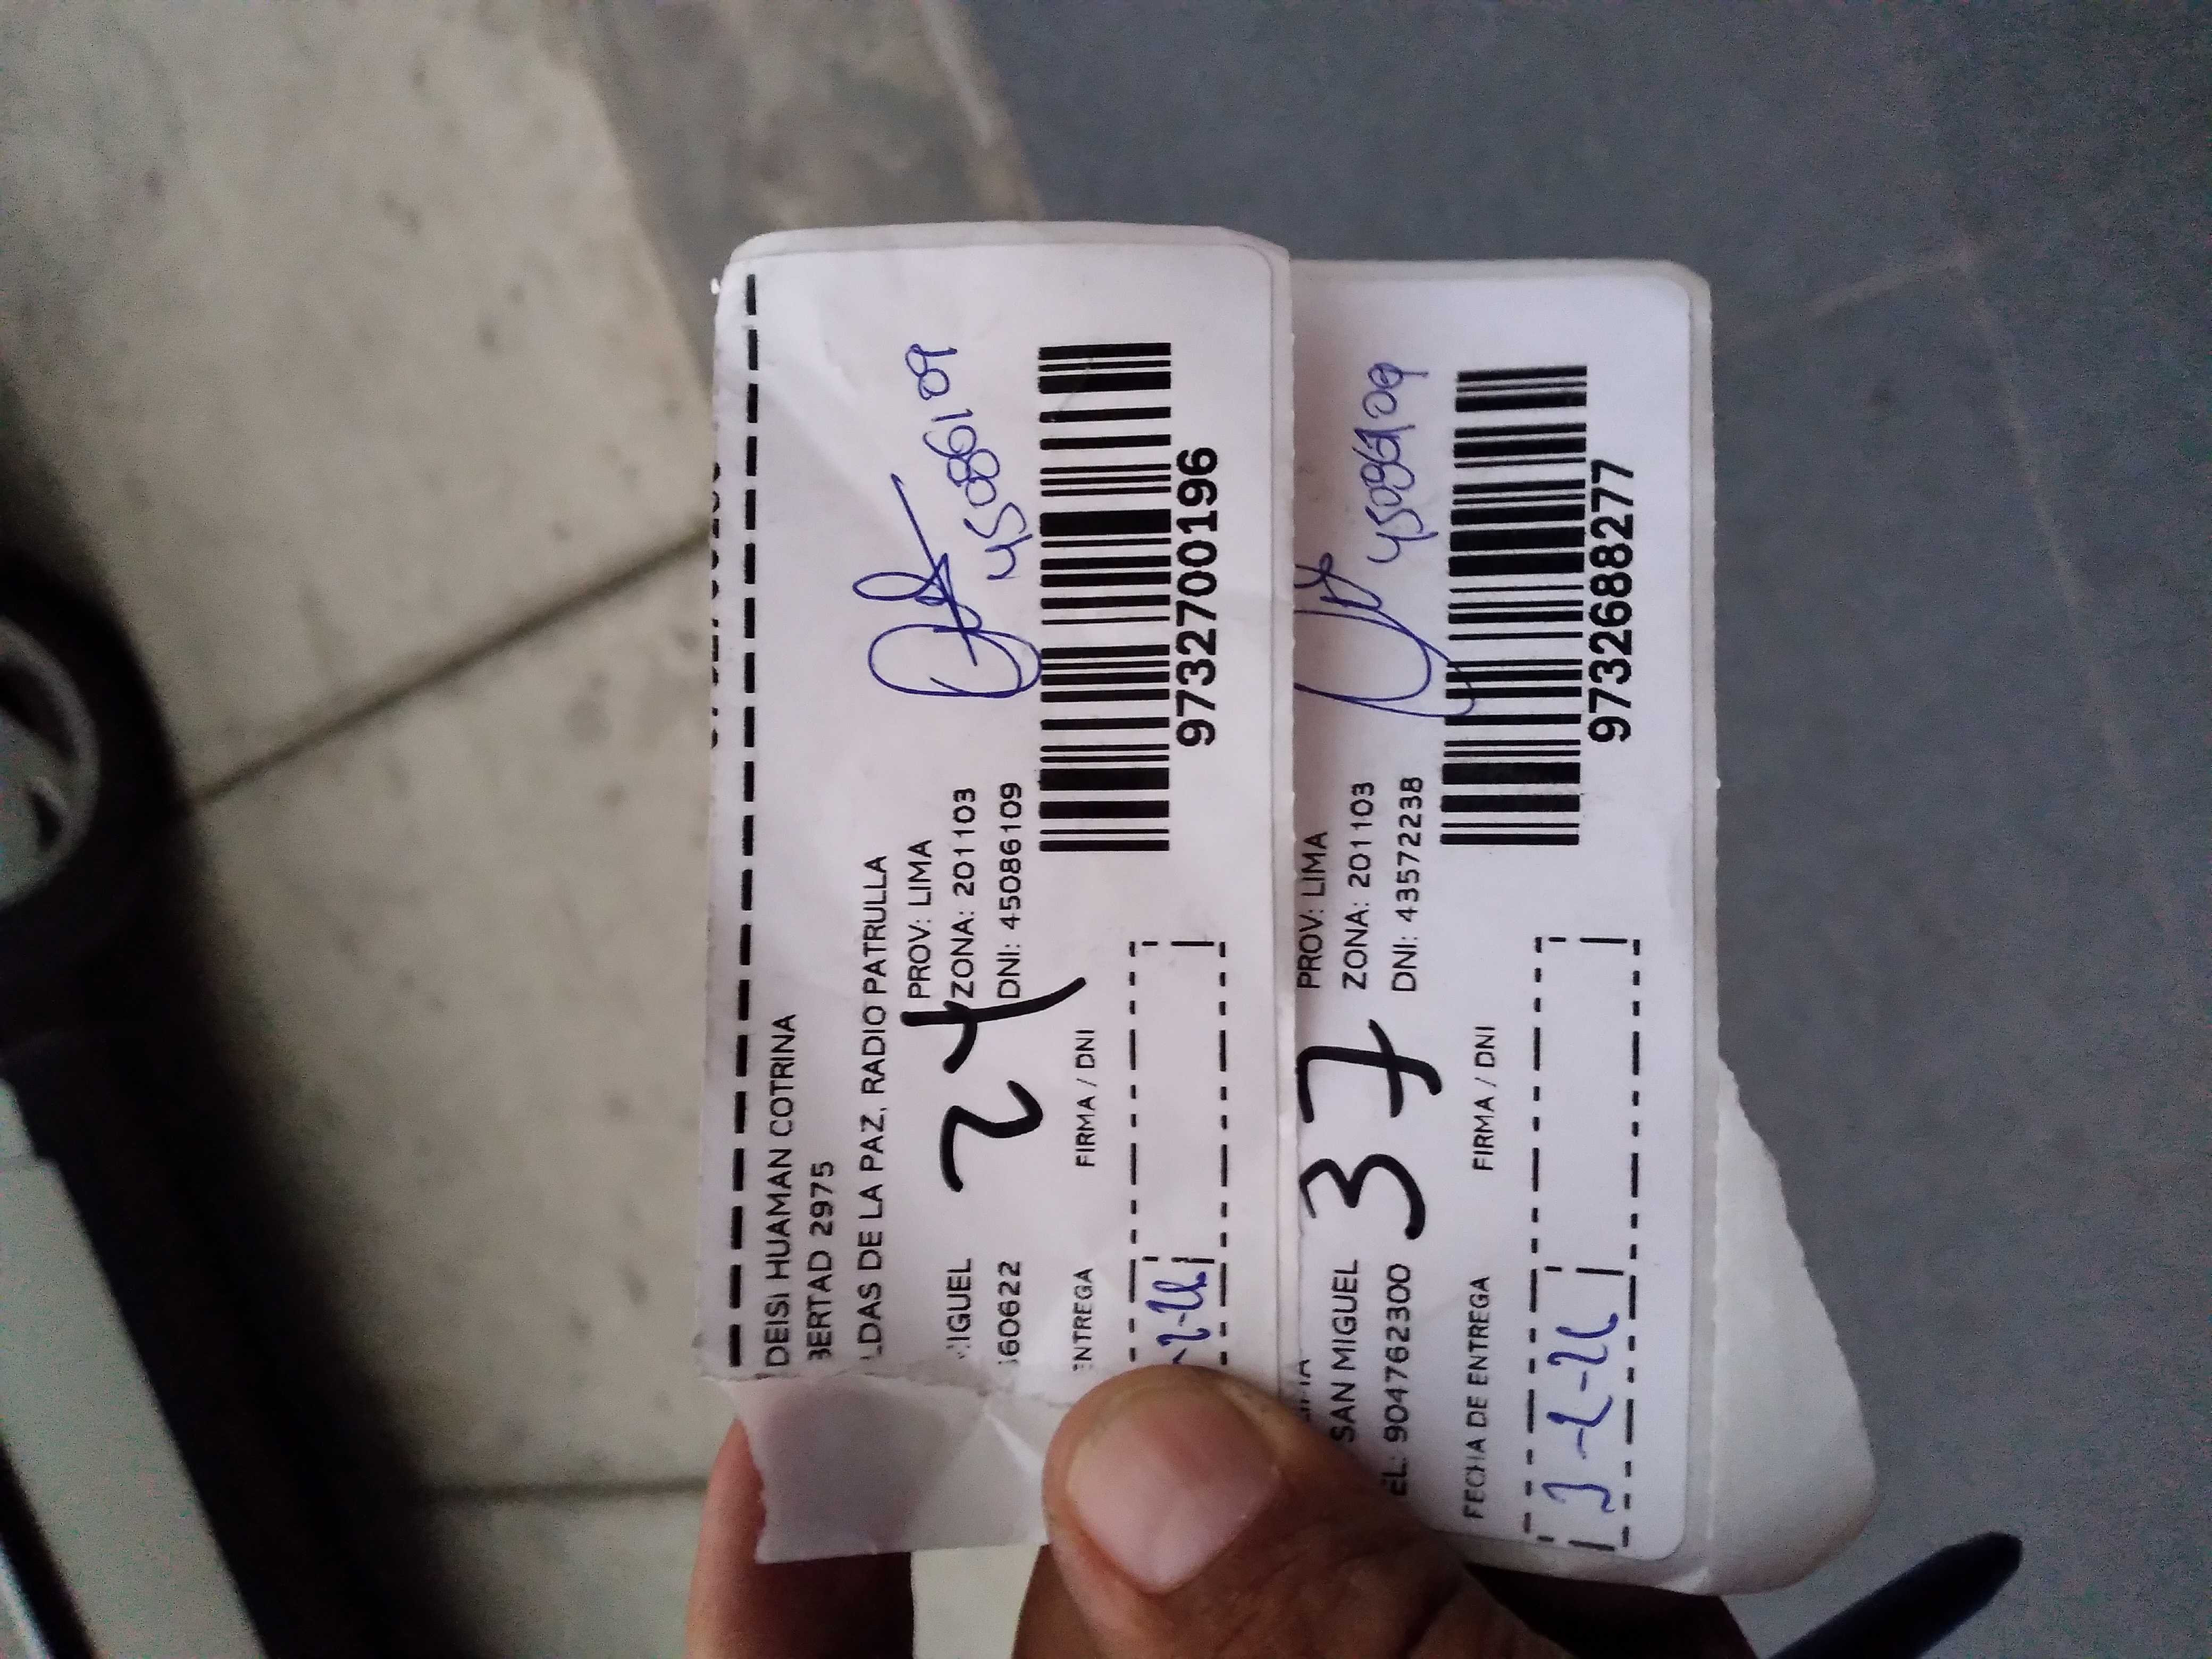 DEISI HUAMAN COTRINA
BERTAD 2975
LDAS DE LA PAZ, RADIO PATRULLA
MIGUEL
PROV: LIMA
24
ZONA: 201103
60622
DNI: 45086109
45086109
ENTREGA
FIRMA / DNI
9732700196
PROV: LIMA
SAN MIGUEL
37
ZONA: 201103
EL: 904762300
DNI: 43572238
45086109
FECHA DE ENTREGA
FIRMA / DNI
9732688277